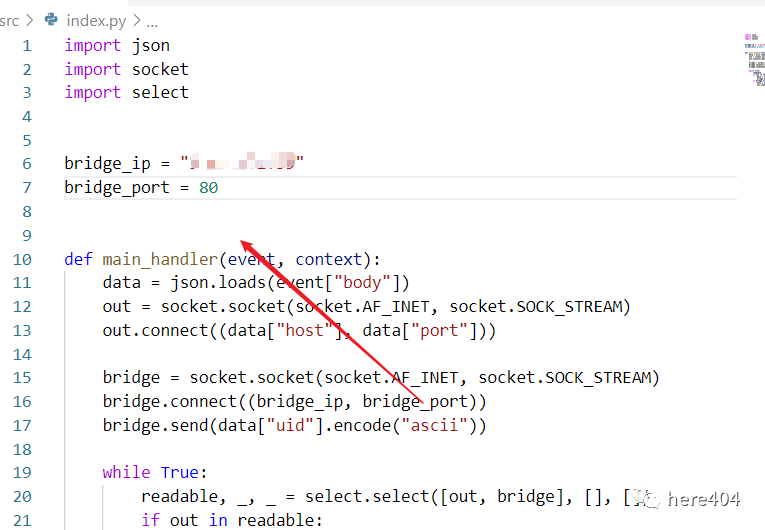 src > index.py > ...
1 import json
2 import socket
3 import select
4
5
6 bridge_ip = " "
7 bridge_port = 80
8
9
10 def main_handler(event, context):
11 data = json.loads(event["body"])
12 out = socket.socket(socket.AF_INET, socket.SOCK_STREAM)
13 out.connect((data["host"], data["port"]))
14
15 bridge = socket.socket(socket.AF_INET, socket.SOCK_STREAM)
16 bridge.connect((bridge_ip, bridge_port))
17 bridge.send(data["uid"].encode("ascii"))
18
19 while True:
20 readable, _, _ = select.select([out, bridge], [], [])
21 if out in readable:
here404